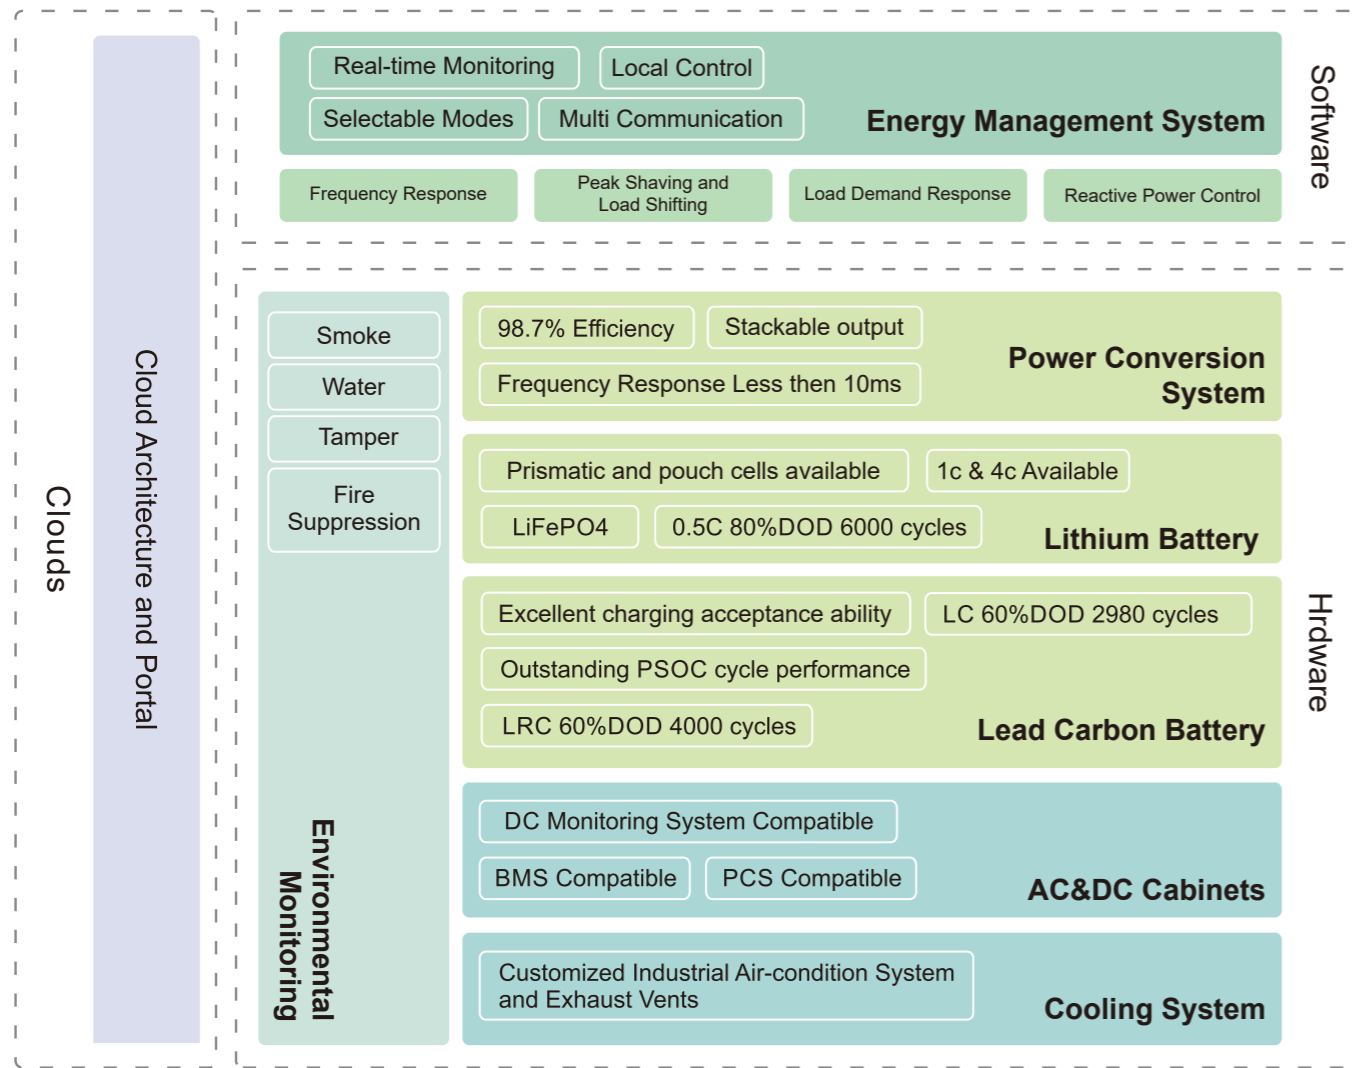 Clouds
Cloud Architecture and Portal
Real-time Monitoring
Local Control
Selectable Modes
Multi Communication
Energy Management System
Frequency Response
Peak Shaving and
Load Shifting
Load Demand Response
Reactive Power Control
Software
Smoke
Water
Tamper
Fire
Suppression
Environmental
Monitoring
98.7% Efficiency
Stackable output
Frequency Response Less then 10ms
Power Conversion
System
Prismatic and pouch cells available
1c & 4c Available
LiFePO4
0.5C 80%DOD 6000 cycles
Lithium Battery
Excellent charging acceptance ability
LC 60%DOD 2980 cycles
Outstanding PSOC cycle performance
LRC 60%DOD 4000 cycles
Lead Carbon Battery
DC Monitoring System Compatible
BMS Compatible
PCS Compatible
AC&DC Cabinets
Customized Industrial Air-condition System
and Exhaust Vents
Cooling System
Hrdware